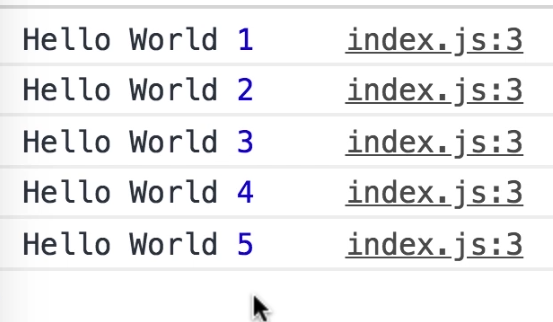 Hello World 1 index.js:3
Hello World 2 index.js:3
Hello World 3 index.js:3
Hello World 4 index.js:3
Hello World 5 index.js:3